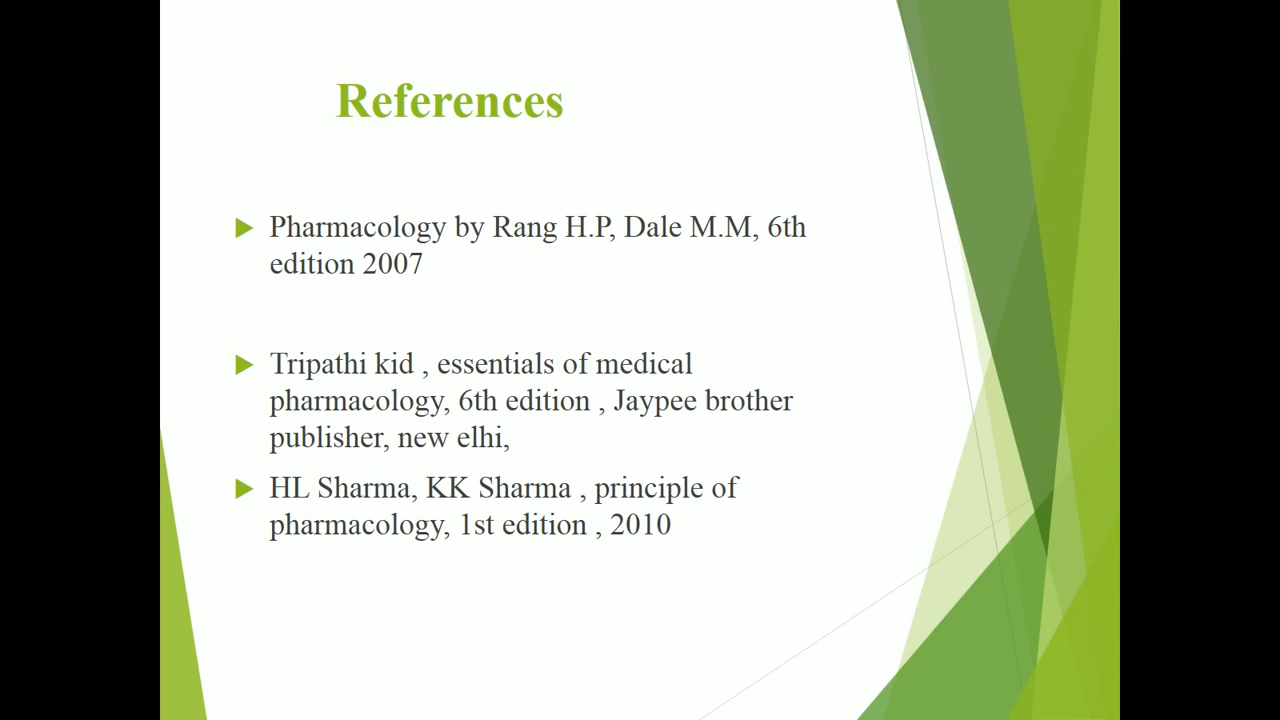 References
Pharmacology by Rang H.P, Dale M.M, 6th
edition 2007
Tripathi kid , essentials of medical
pharmacology, 6th edition , Jaypee brother
publisher, new elhi,
HL Sharma, KK Sharma , principle of
pharmacology, 1st edition , 2010